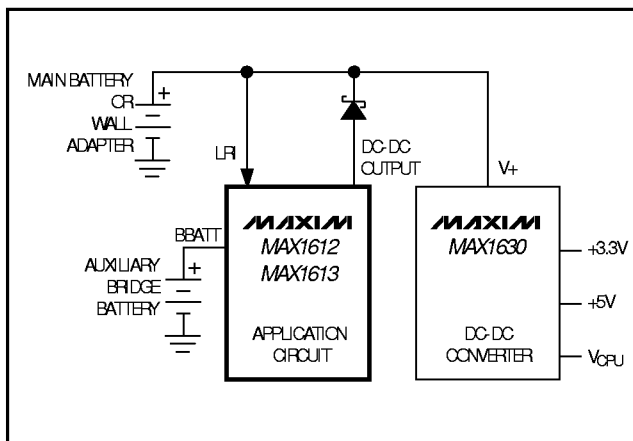 MAIN BATTERY
OR
WALL
ADAPTER
+
LRI
DC-DC
OUTPUT
V+
BBATT
AUXILIARY
BRIDGE
BATTERY
+
MAXIM
MAX1612
MAX1613
APPLICATION
CIRCUIT
MAXIM
MAX1630
DC-DC
CONVERTER
+3.3V
+5V
VCPU